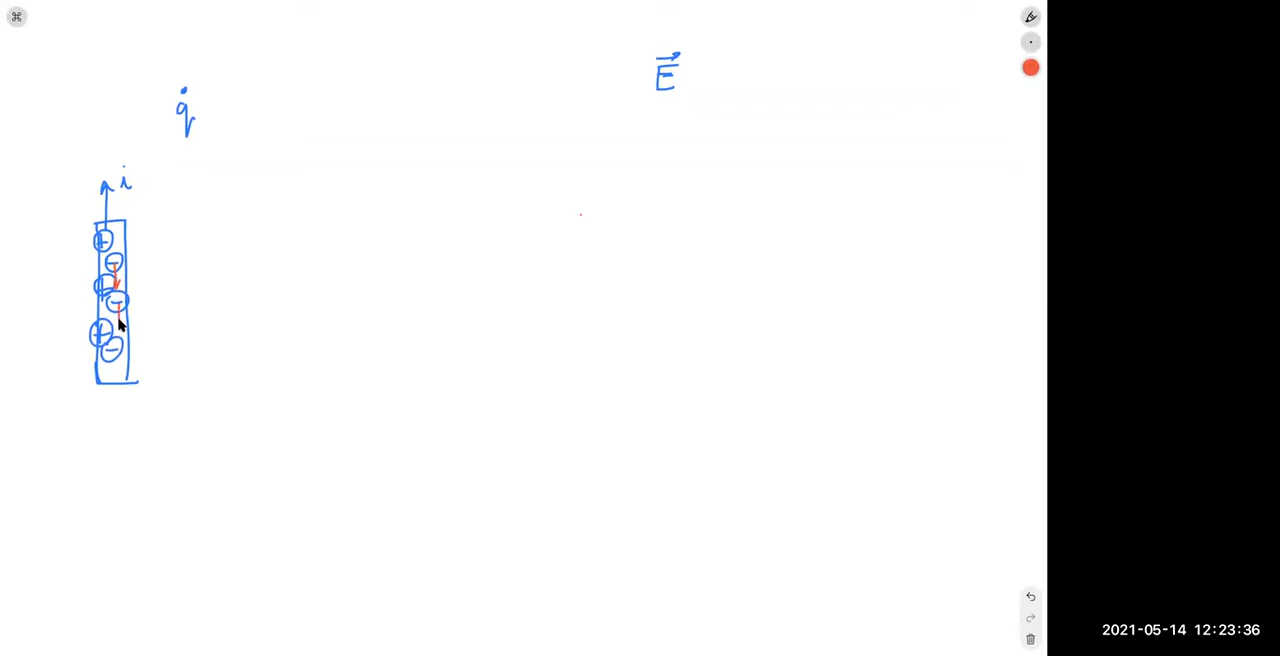 E
q
i
+
−
+
−
+
−
2021-05-14 12:23:36